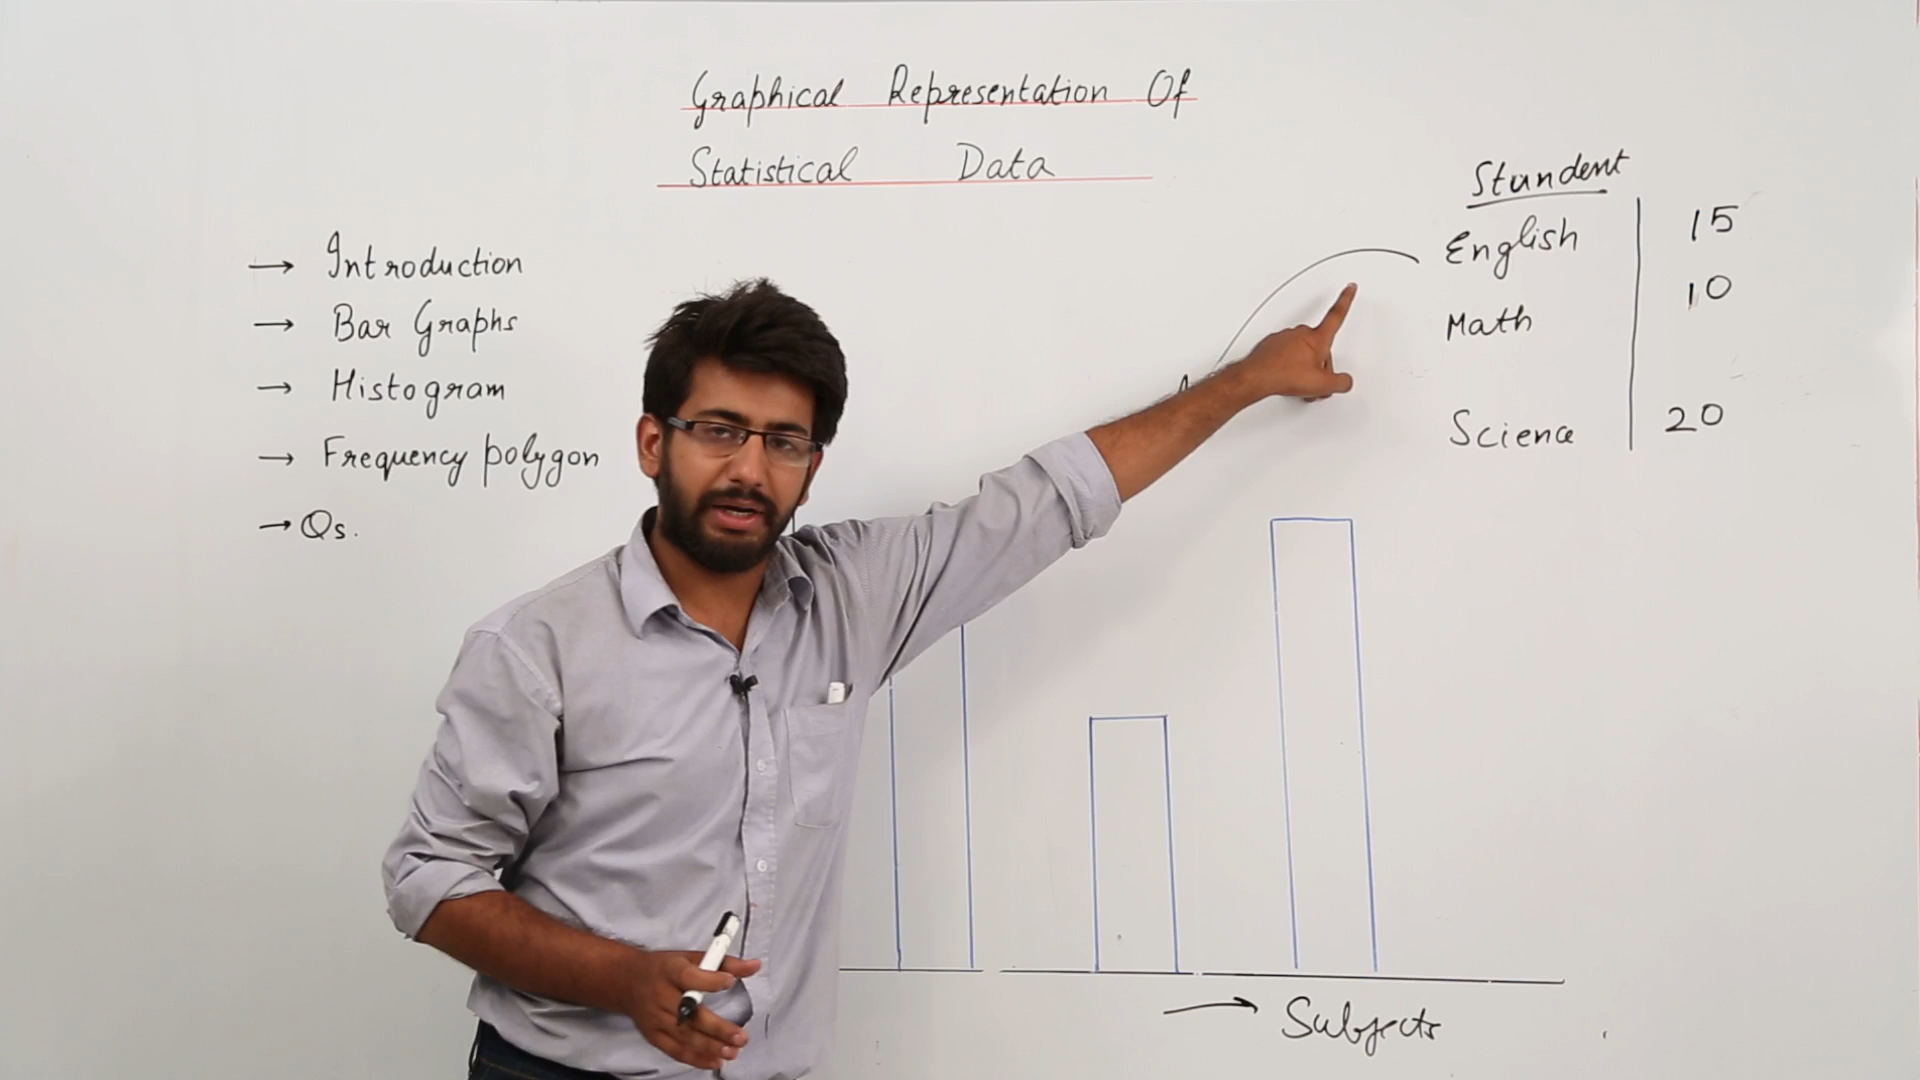 Graphical Representation Of
Statistical Data
→ Introduction
→ Bar Graphs
→ Histogram
→ Frequency polygon
→ Qs.
Stundent
English 15
Math 10
Science 20
→ Subjects